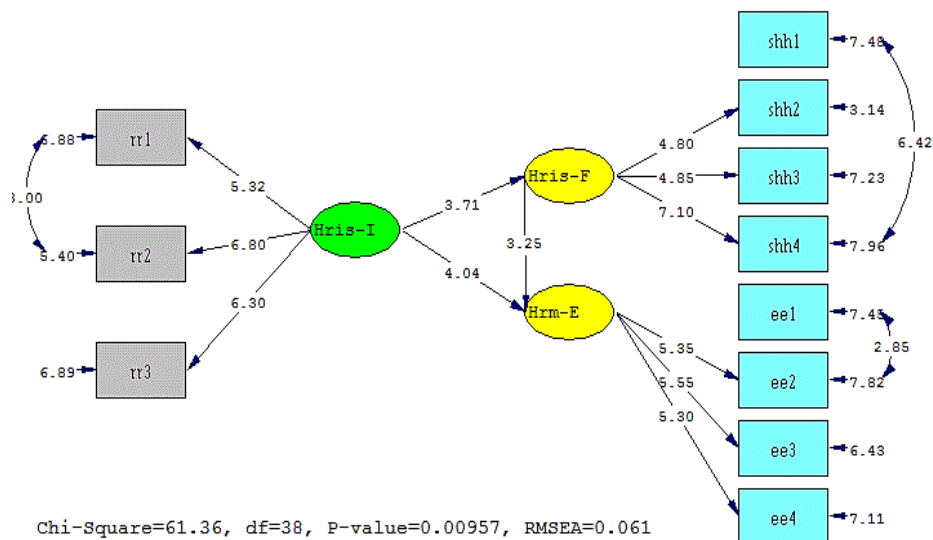 shh1
7.48
shh2
3.14
6.42
rr1
4.80
Hris-F
4.85
shh3
7.23
5.32
3.71
7.10
Hris-I
3.25
shh4
7.96
5.40
rr2
6.80
4.04
6.30
Hrm-E
ee1
7.45
2.85
5.35
ee2
7.82
6.89
rr3
5.55
5.30
ee3
6.43
ee4
7.11
Chi-Square=61.36, df=38, P-value=0.00957, RMSEA=0.061